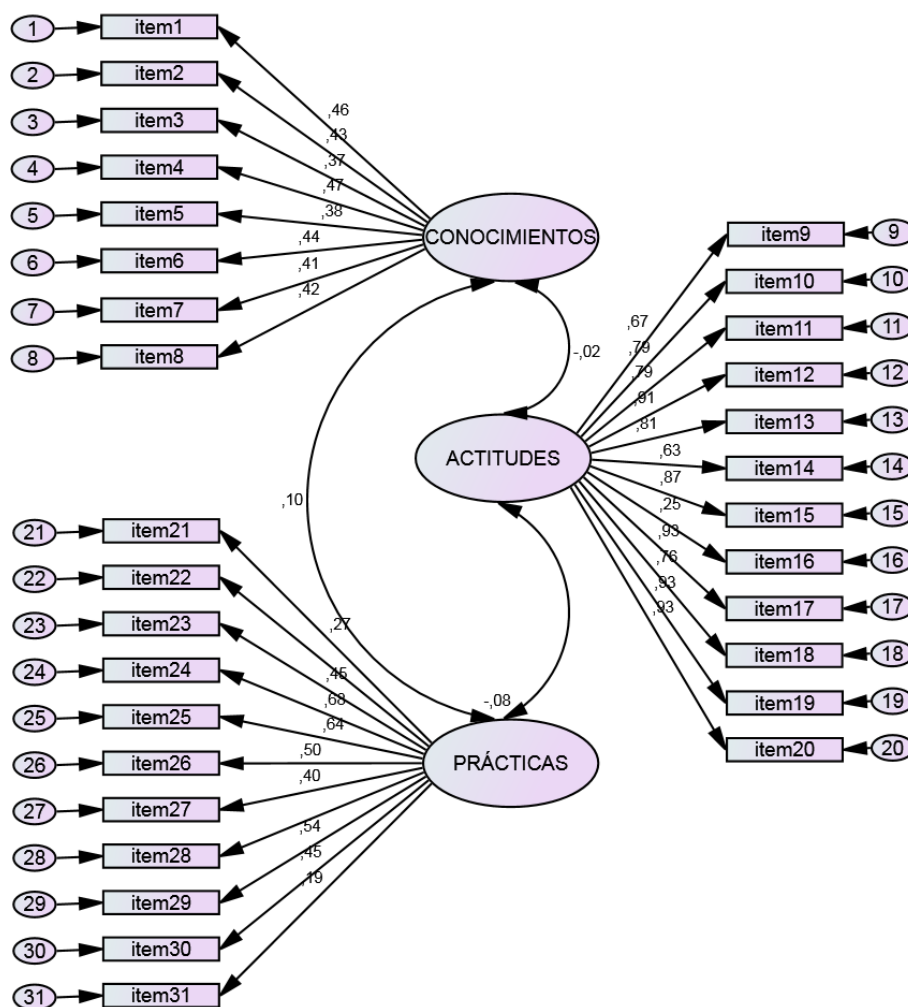 1
item1
2
item2
3
item3
4
item4
5
item5
6
item6
7
item7
8
item8
,46
,43
,37
,47
,38
,44
,41
,42
CONOCIMIENTOS
-,02
,10
ACTITUDES
,67
,79
,79
,91
,81
,63
,87
,25
,93
,76
,93
,93
item9
9
item10
10
item11
11
item12
12
item13
13
item14
14
item15
15
item16
16
item17
17
item18
18
item19
19
item20
20
21
item21
22
item22
23
item23
24
item24
25
item25
26
item26
27
item27
28
item28
29
item29
30
item30
31
item31
,27
,45
,68
,64
,50
,40
,54
,45
,19
-,08
PRÁCTICAS